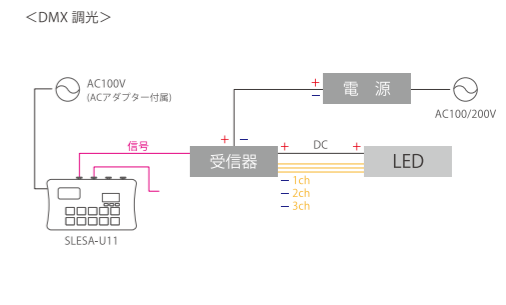 ＜DMX 調光＞
AC100V
(ACアダプター付属)
+
−
電　源
AC100/200V
信号
+
−
受信器
+
DC
+
LED
− 1ch
− 2ch
− 3ch
SLESA-U11